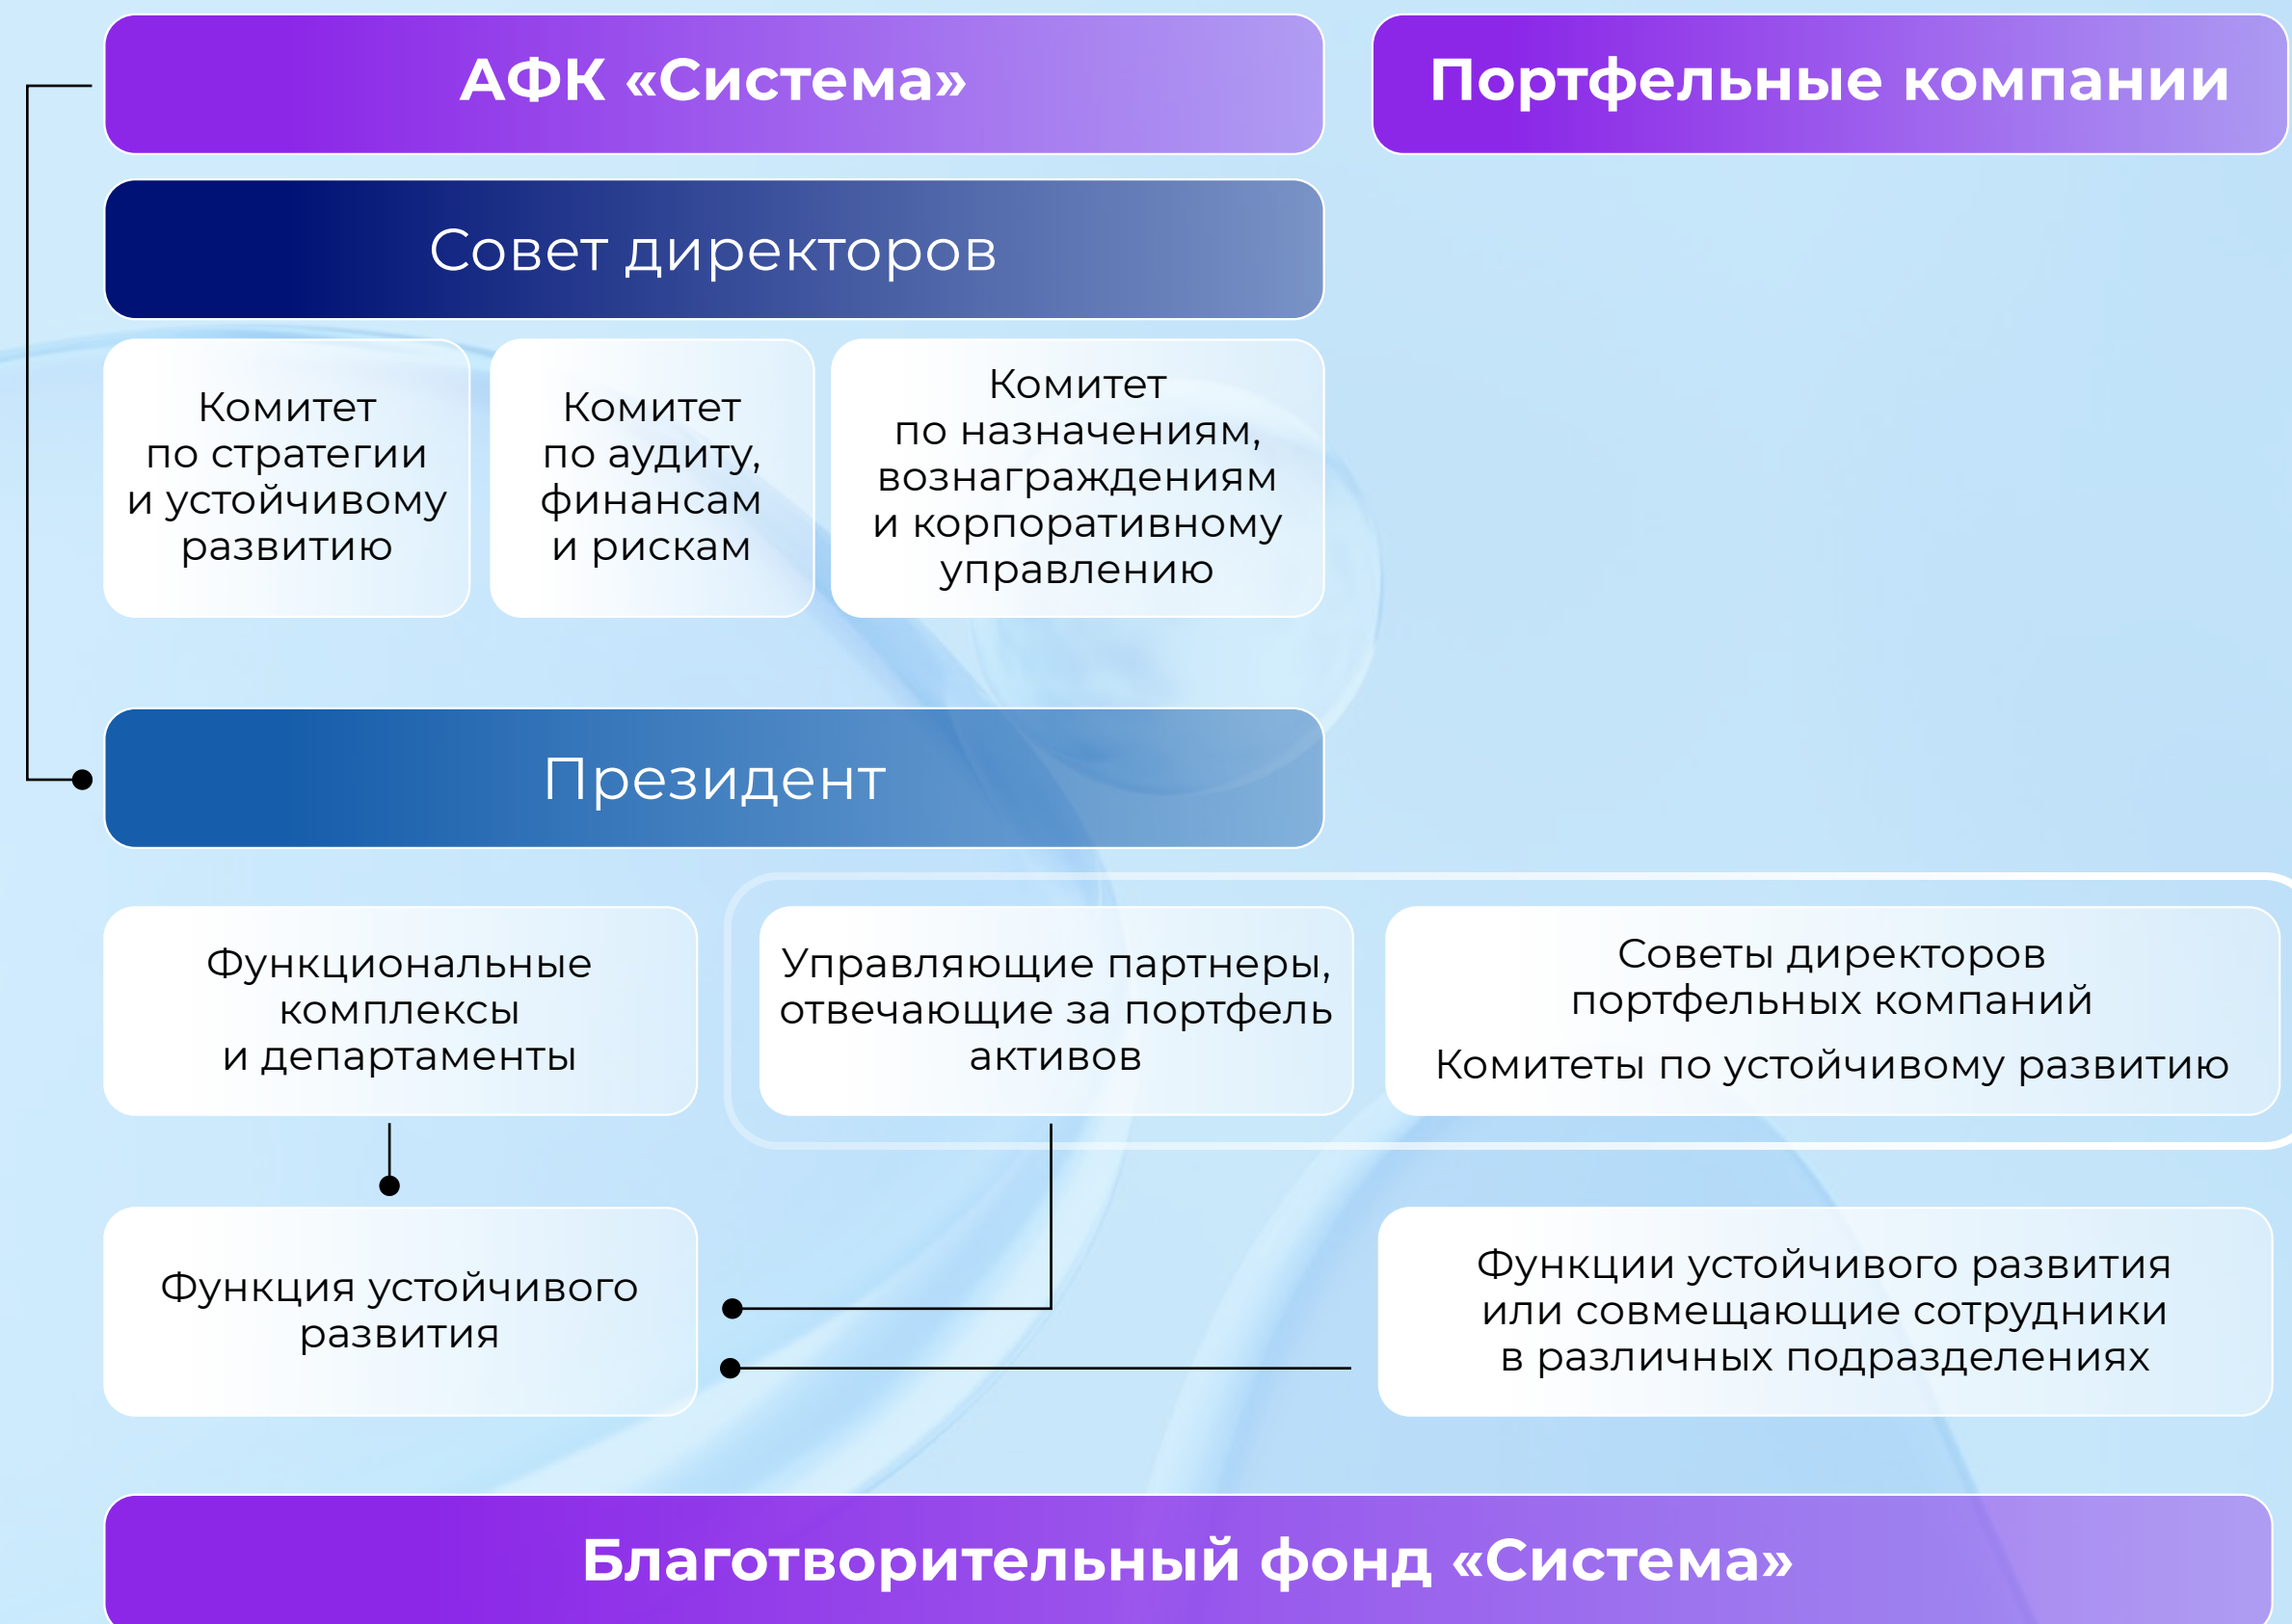 АФК «Система»
Портфельные компании
Совет директоров
Комитет
по стратегии
и устойчивому
развитию
Комитет
по аудиту,
финансам
и рискам
Комитет
по назначениям,
вознаграждениям
и корпоративному
управлению
Президент
Функциональные
комплексы
и департаменты
Управляющие партнеры,
отвечающие за портфель
активов
Советы директоров
портфельных компаний
Комитеты по устойчивому развитию
Функция устойчивого
развития
Функции устойчивого развития
или совмещающие сотрудники
в различных подразделениях
Благотворительный фонд «Система»